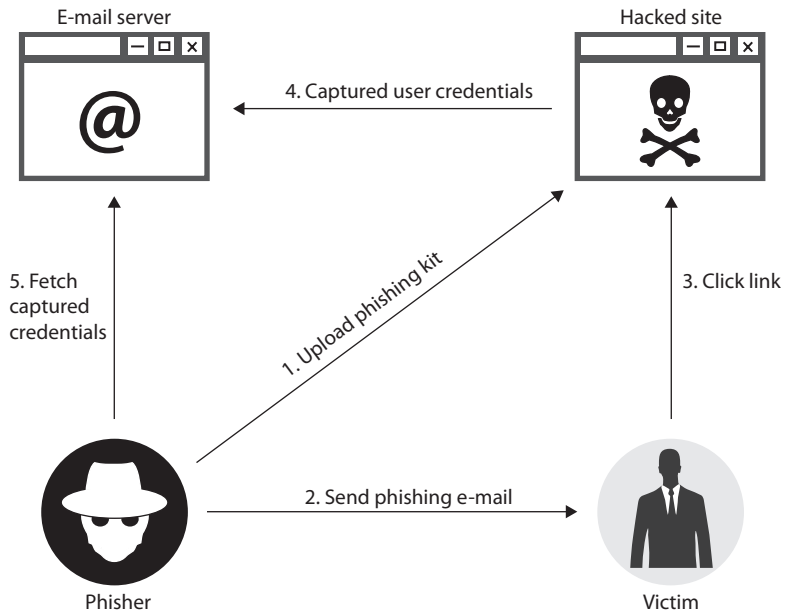 E-mail server
Hacked site
@
4. Captured user credentials
5. Fetch
captured
credentials
1. Upload phishing kit
3. Click link
2. Send phishing e-mail
Phisher
Victim